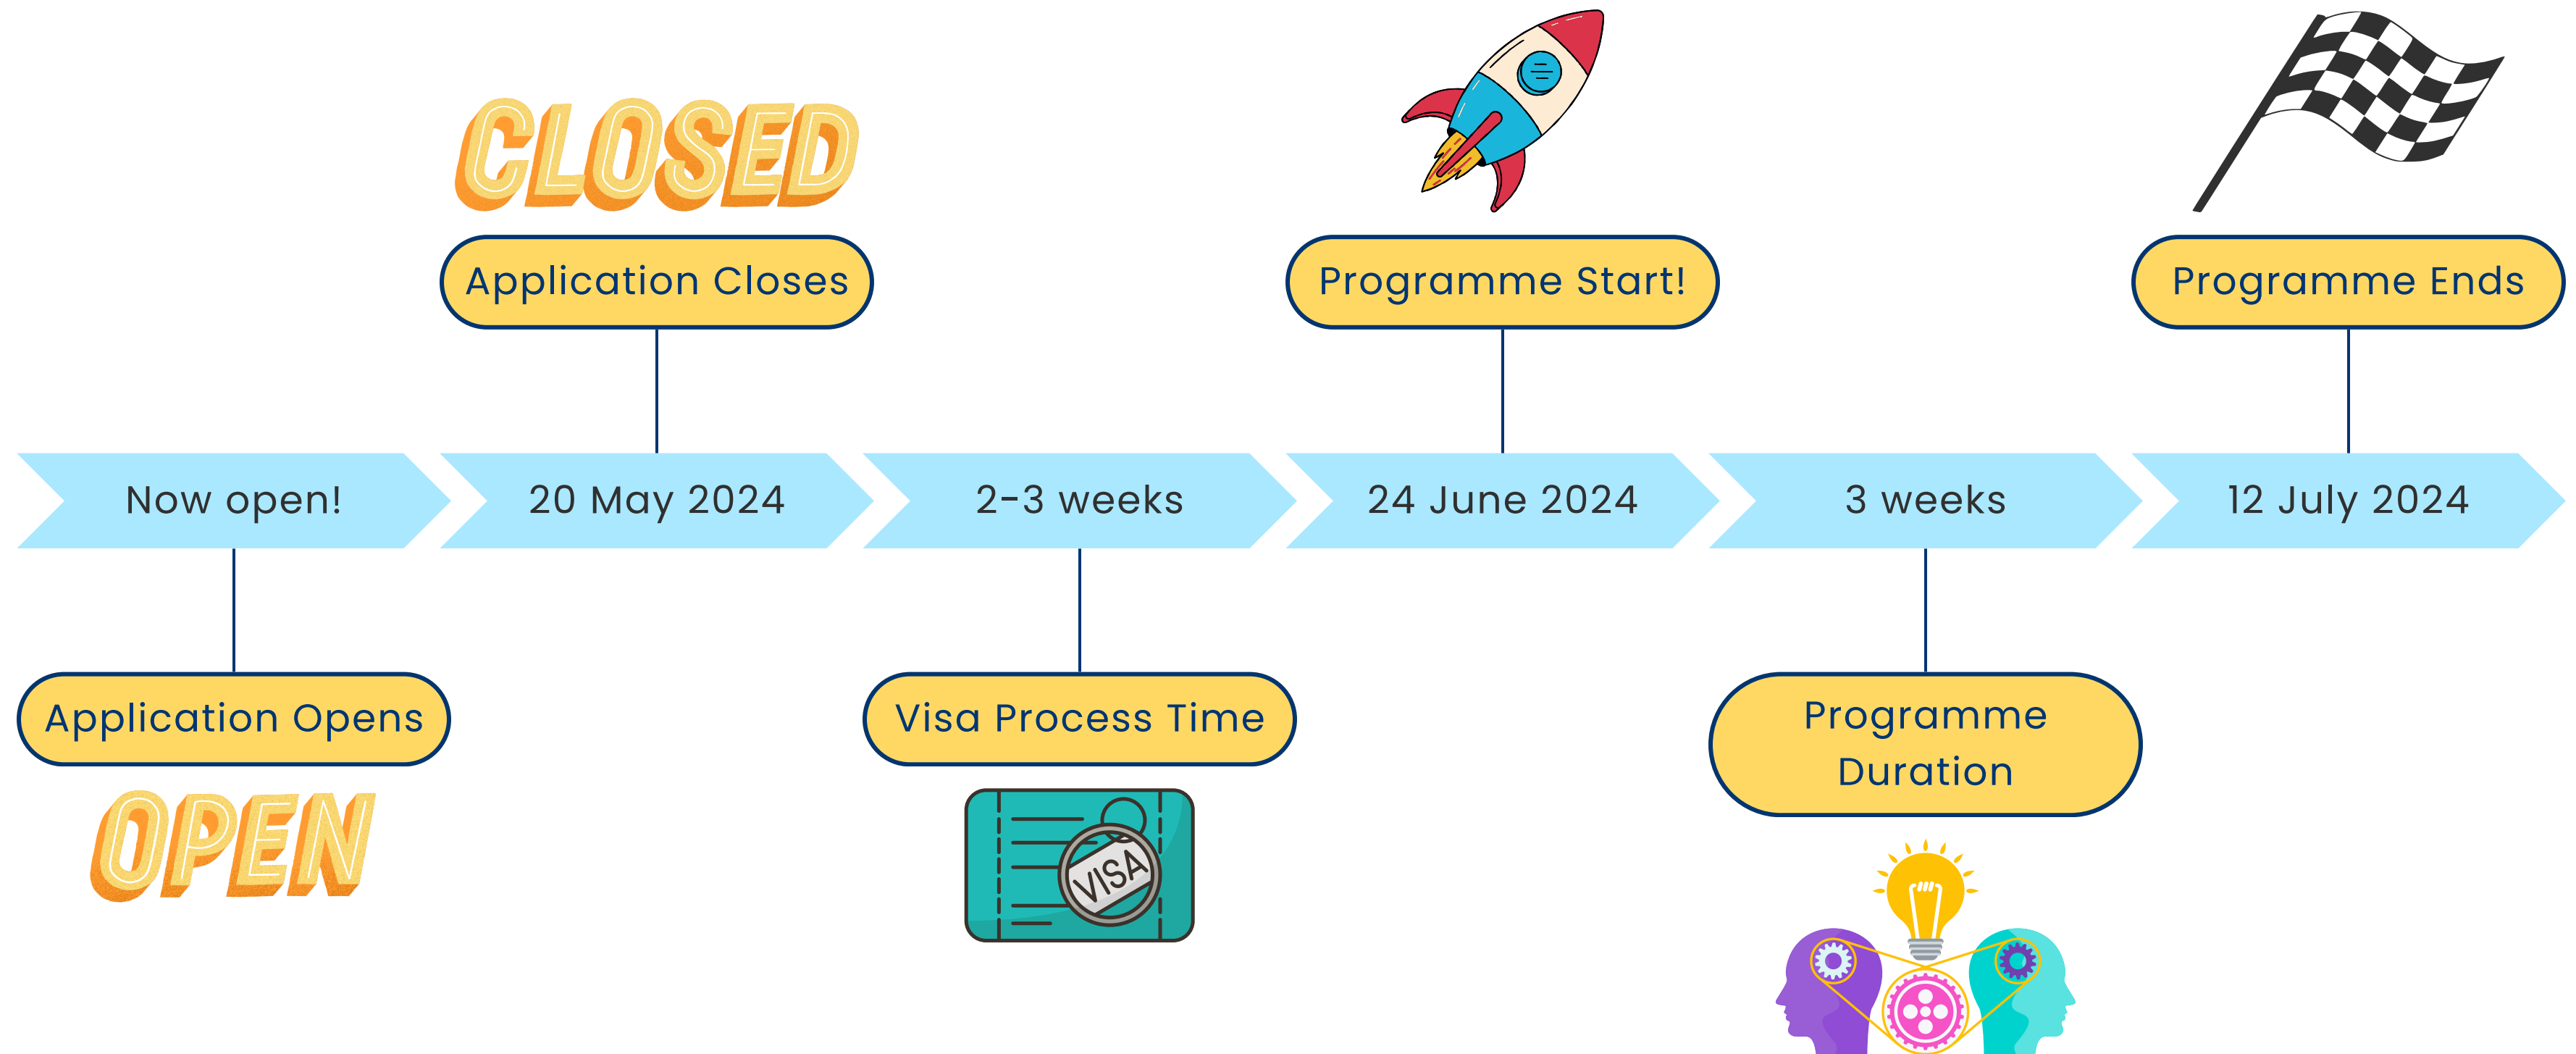 CLOSED
Application Closes
Programme Start!
Programme Ends
Now open!
20 May 2024
2-3 weeks
24 June 2024
3 weeks
12 July 2024
Application Opens
Visa Process Time
Programme
Duration
OPEN
VISA